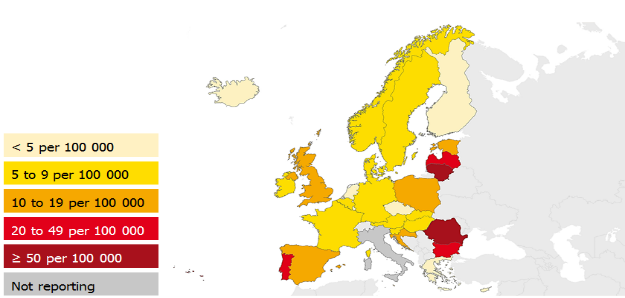 < 5 per 100 000
5 to 9 per 100 000
10 to 19 per 100 000
20 to 49 per 100 000
≥ 50 per 100 000
Not reporting